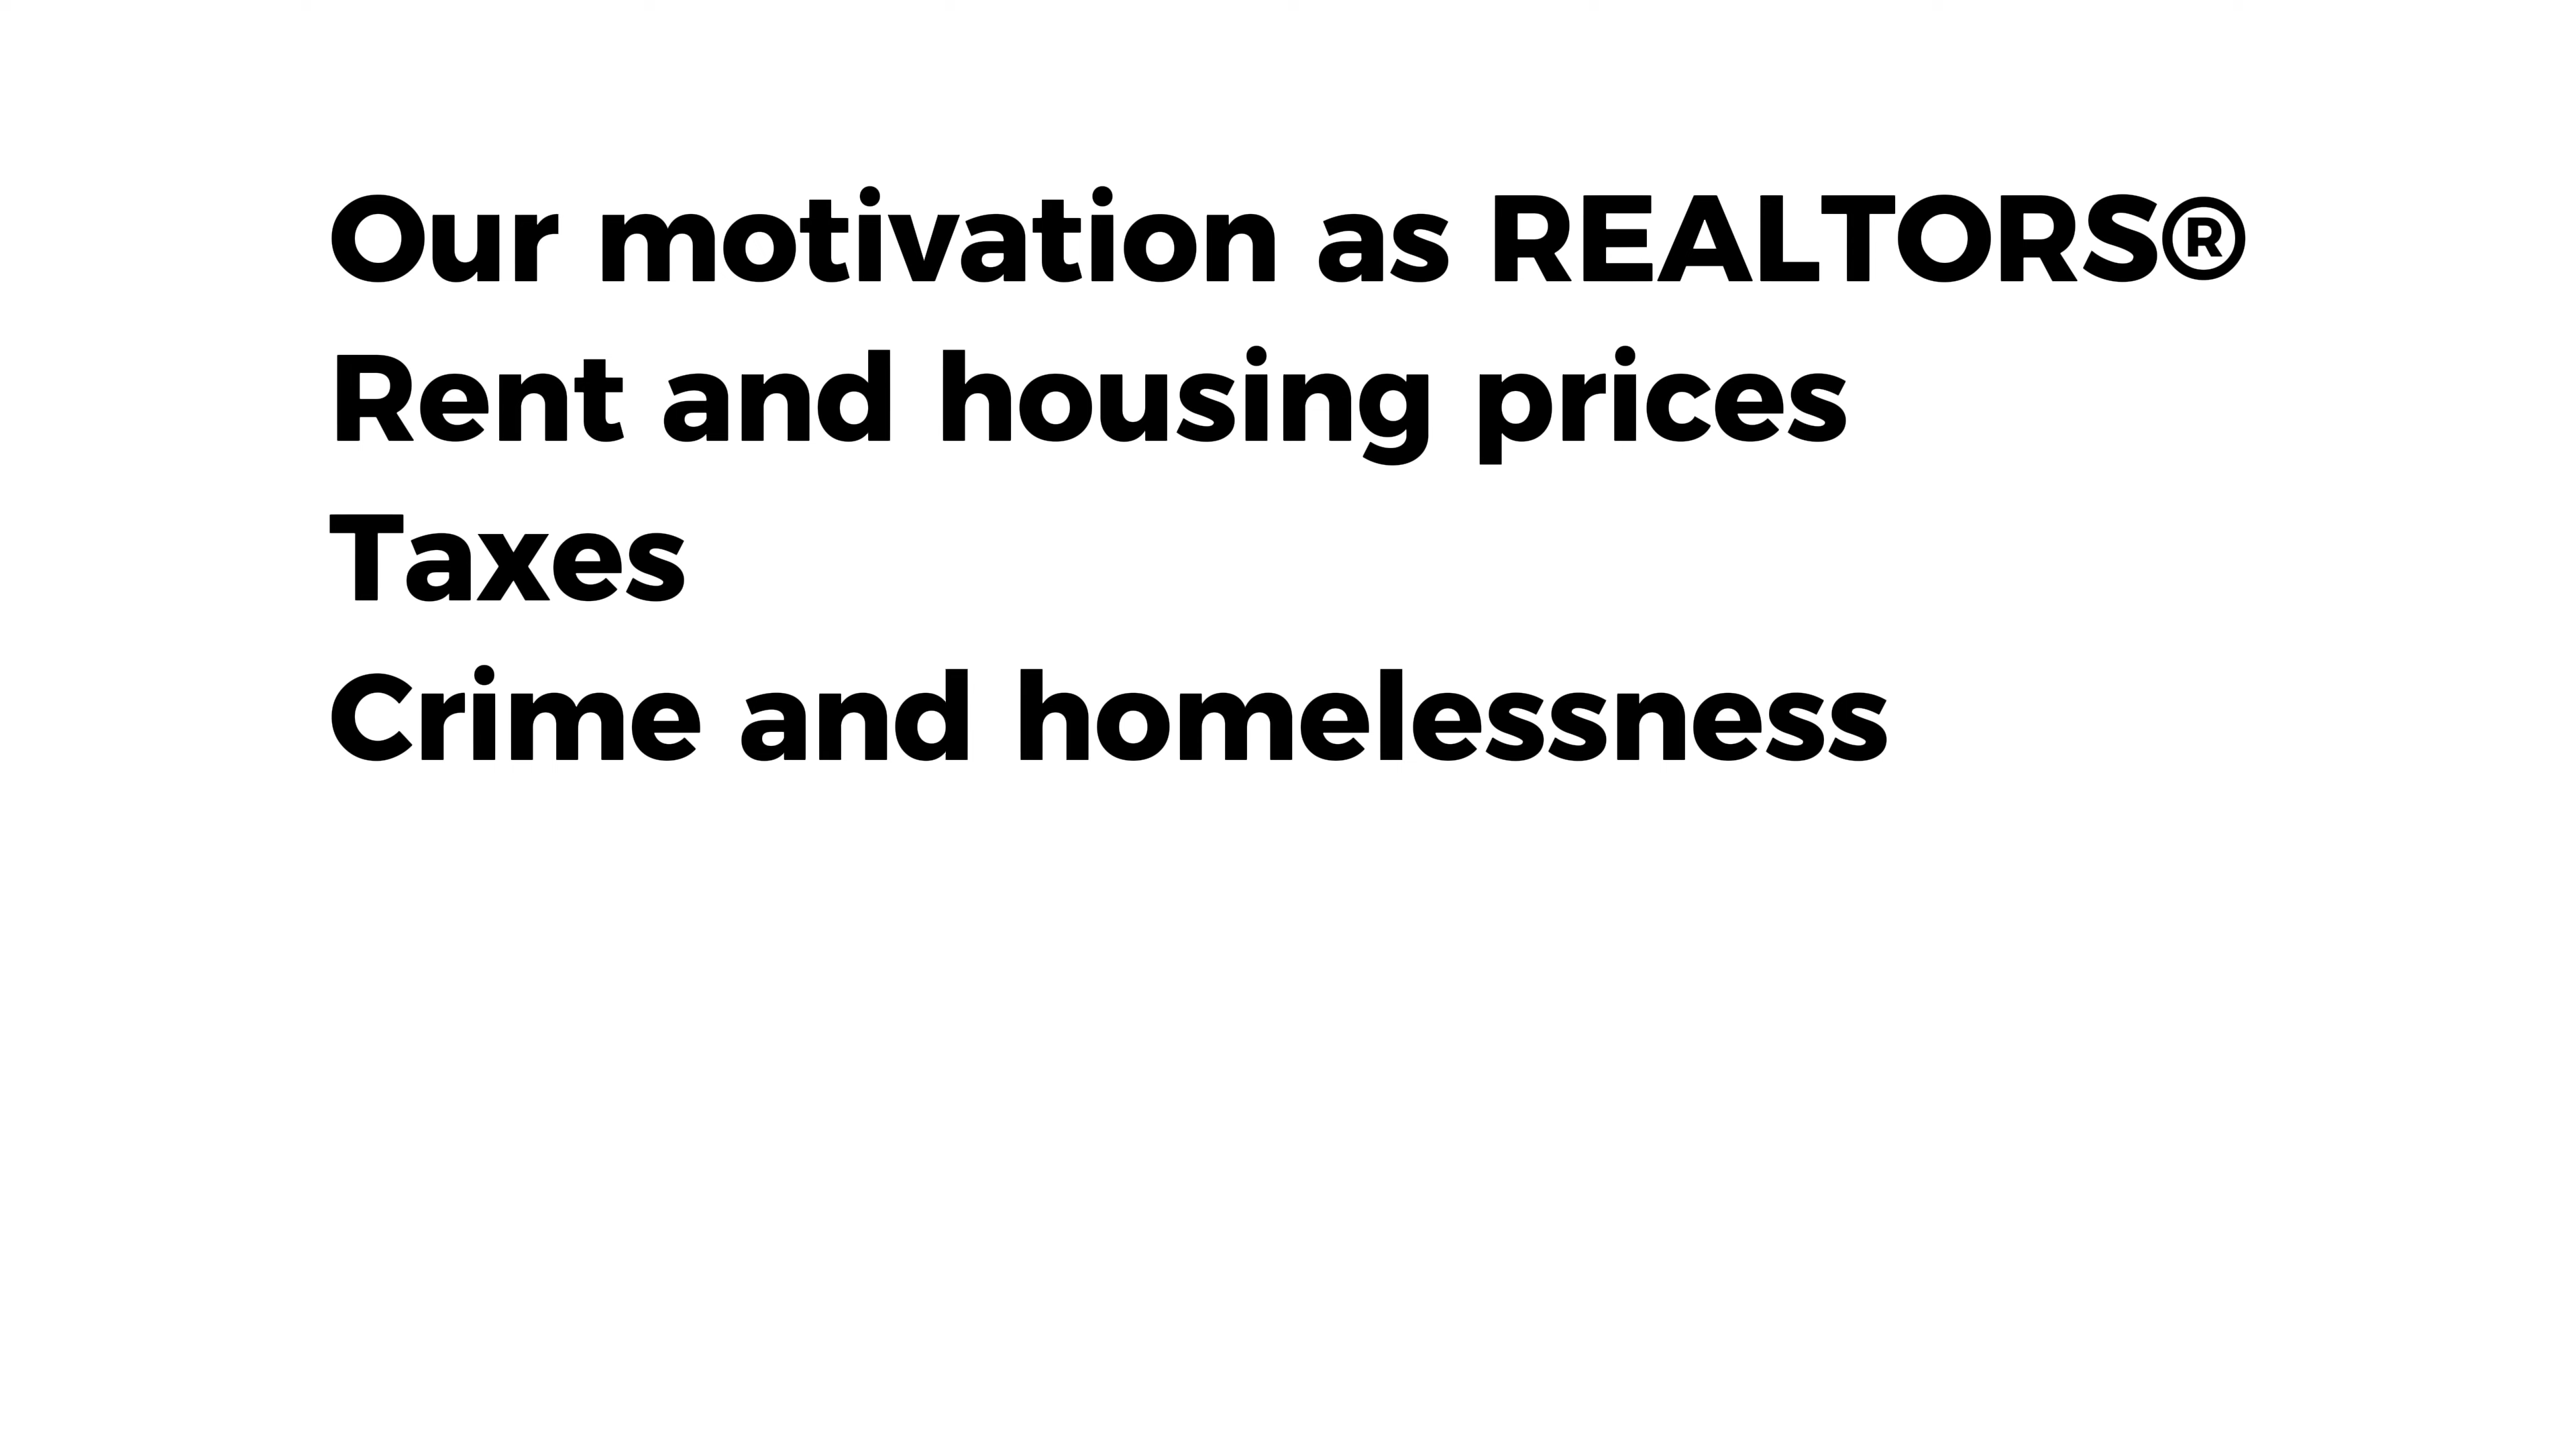 Our motivation as REALTORS®
Rent and housing prices
Taxes
Crime and homelessness